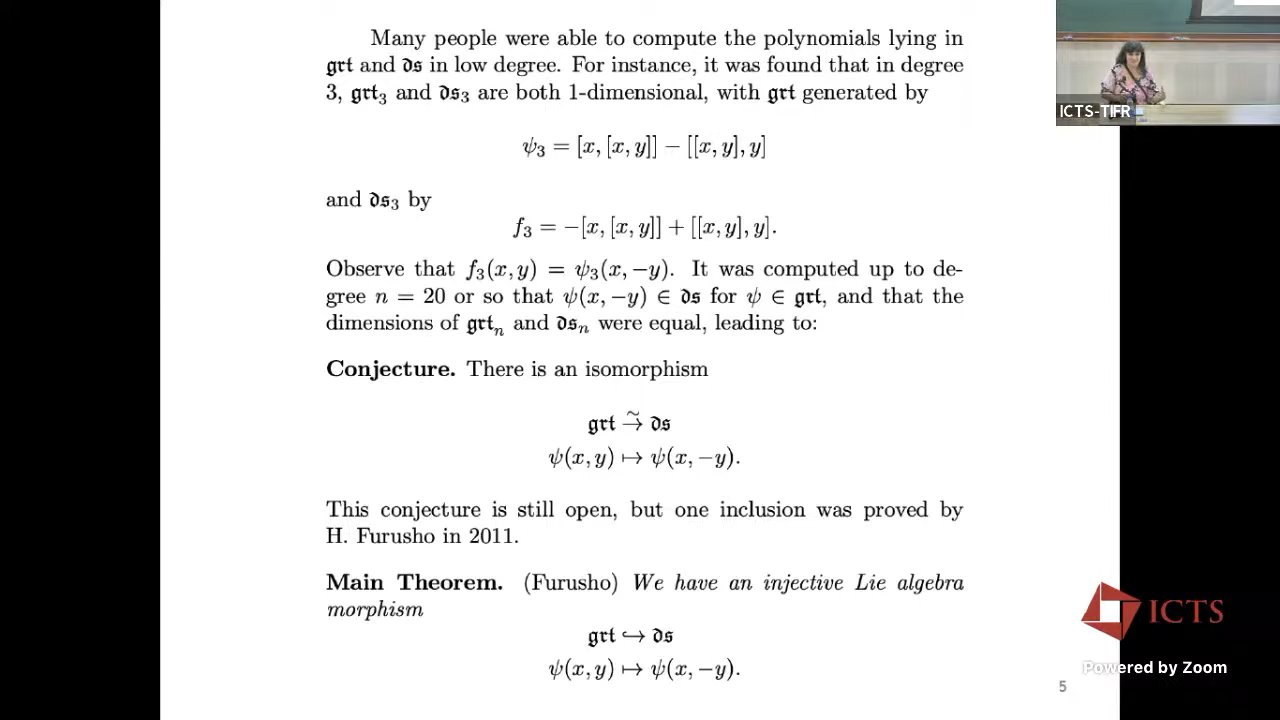 Many people were able to compute the polynomials lying in
𝔤𝔯𝔱 and 𝔡𝔰 in low degree. For instance, it was found that in degree
3, 𝔤𝔯𝔱₃ and 𝔡𝔰₃ are both 1-dimensional, with 𝔤𝔯𝔱 generated by
ψ₃ = [x, [x, y]] − [[x, y], y]
and 𝔡𝔰₃ by
f₃ = −[x, [x, y]] + [[x, y], y].
Observe that f₃(x, y) = ψ₃(x, −y). It was computed up to de-
gree n = 20 or so that ψ(x, −y) ∈ 𝔡𝔰 for ψ ∈ 𝔤𝔯𝔱, and that the
dimensions of 𝔤𝔯𝔱ₙ and 𝔡𝔰ₙ were equal, leading to:
Conjecture. There is an isomorphism
𝔤𝔯𝔱 ⥲ 𝔡𝔰
ψ(x, y) ↦ ψ(x, −y).
This conjecture is still open, but one inclusion was proved by
H. Furusho in 2011.
Main Theorem. (Furusho) We have an injective Lie algebra
morphism
𝔤𝔯𝔱 ↪ 𝔡𝔰
ψ(x, y) ↦ ψ(x, −y).
5
ICTS-TIFR
ICTS
Powered by Zoom